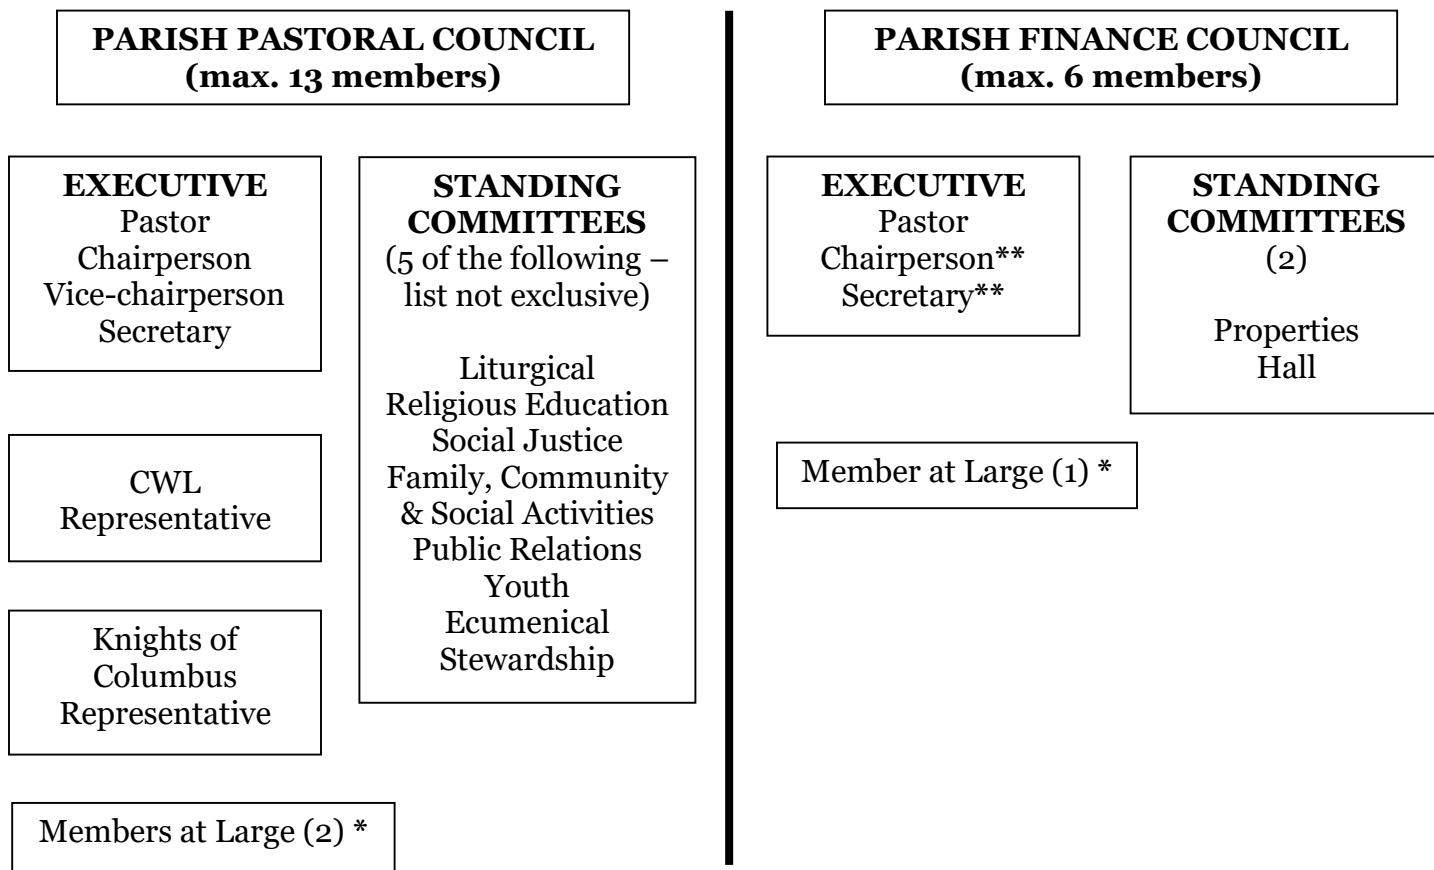 PARISH PASTORAL COUNCIL
(max. 13 members)
EXECUTIVE
Pastor
Chairperson
Vice-chairperson
Secretary
CWL
Representative
Knights of
Columbus
Representative
Members at Large (2) *
STANDING
COMMITTEES
(5 of the following –
list not exclusive)
Liturgical
Religious Education
Social Justice
Family, Community
& Social Activities
Public Relations
Youth
Ecumenical
Stewardship
PARISH FINANCE COUNCIL
(max. 6 members)
EXECUTIVE
Pastor
Chairperson**
Secretary**
Member at Large (1) *
STANDING
COMMITTEES
(2)
Properties
Hall